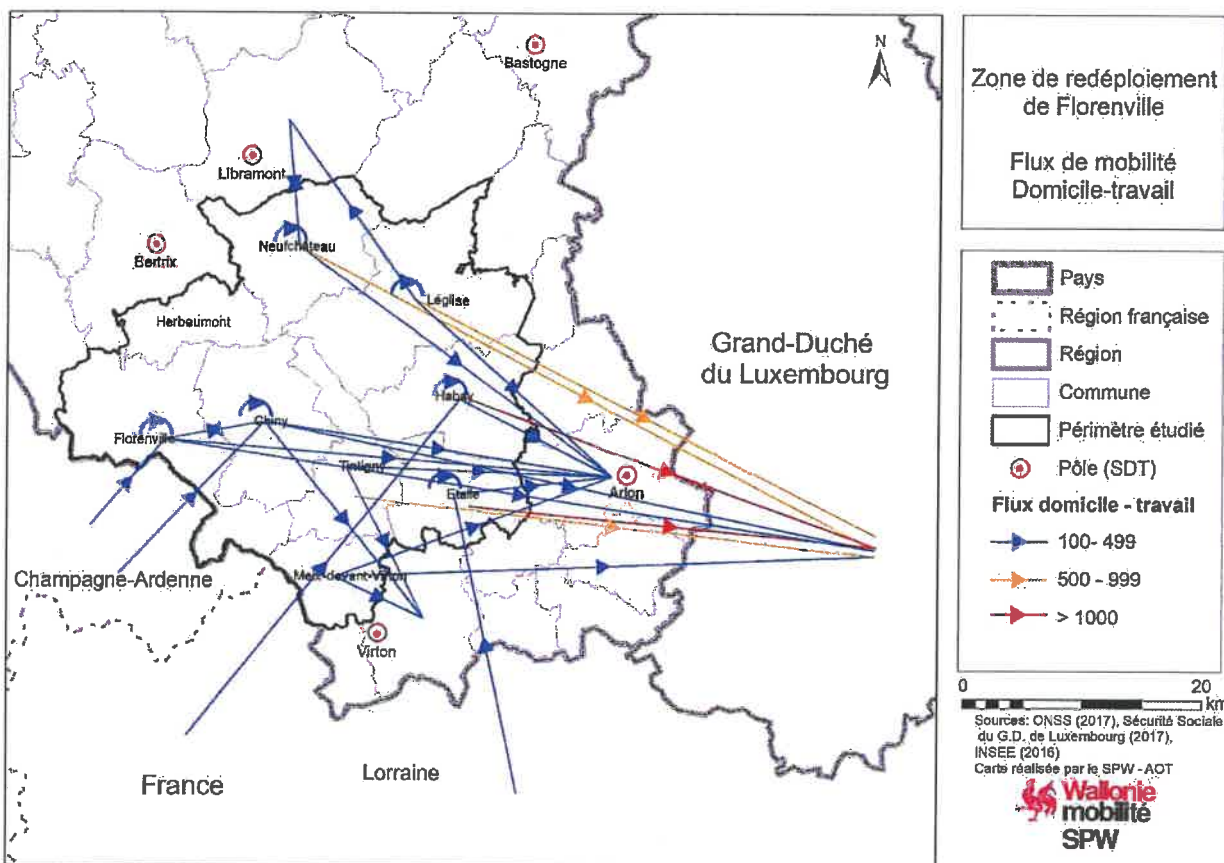 Bastogne
N
Libramont
Neufchâteau
Bertrix
Léglise
Herbeumont
Grand-Duché
du Luxembourg
Habay
Chiny
Florenville
Tintigny
Etalle
Arlon
Champagne-Ardenne
Meix-devant-Virton
Virton
France
Lorraine
Zone de redéploiement
de Florenville
Flux de mobilité
Domicile-travail
Pays
Région française
Région
Commune
Périmètre étudié
Pôle (SDT)
Flux domicile - travail
100- 499
500 - 999
> 1000
0 20
km
Sources: ONSS (2017), Sécurité Sociale
du G.D. de Luxembourg (2017),
INSEE (2016)
Carte réalisée par le SPW - AOT
Wallonie
mobilité
SPW